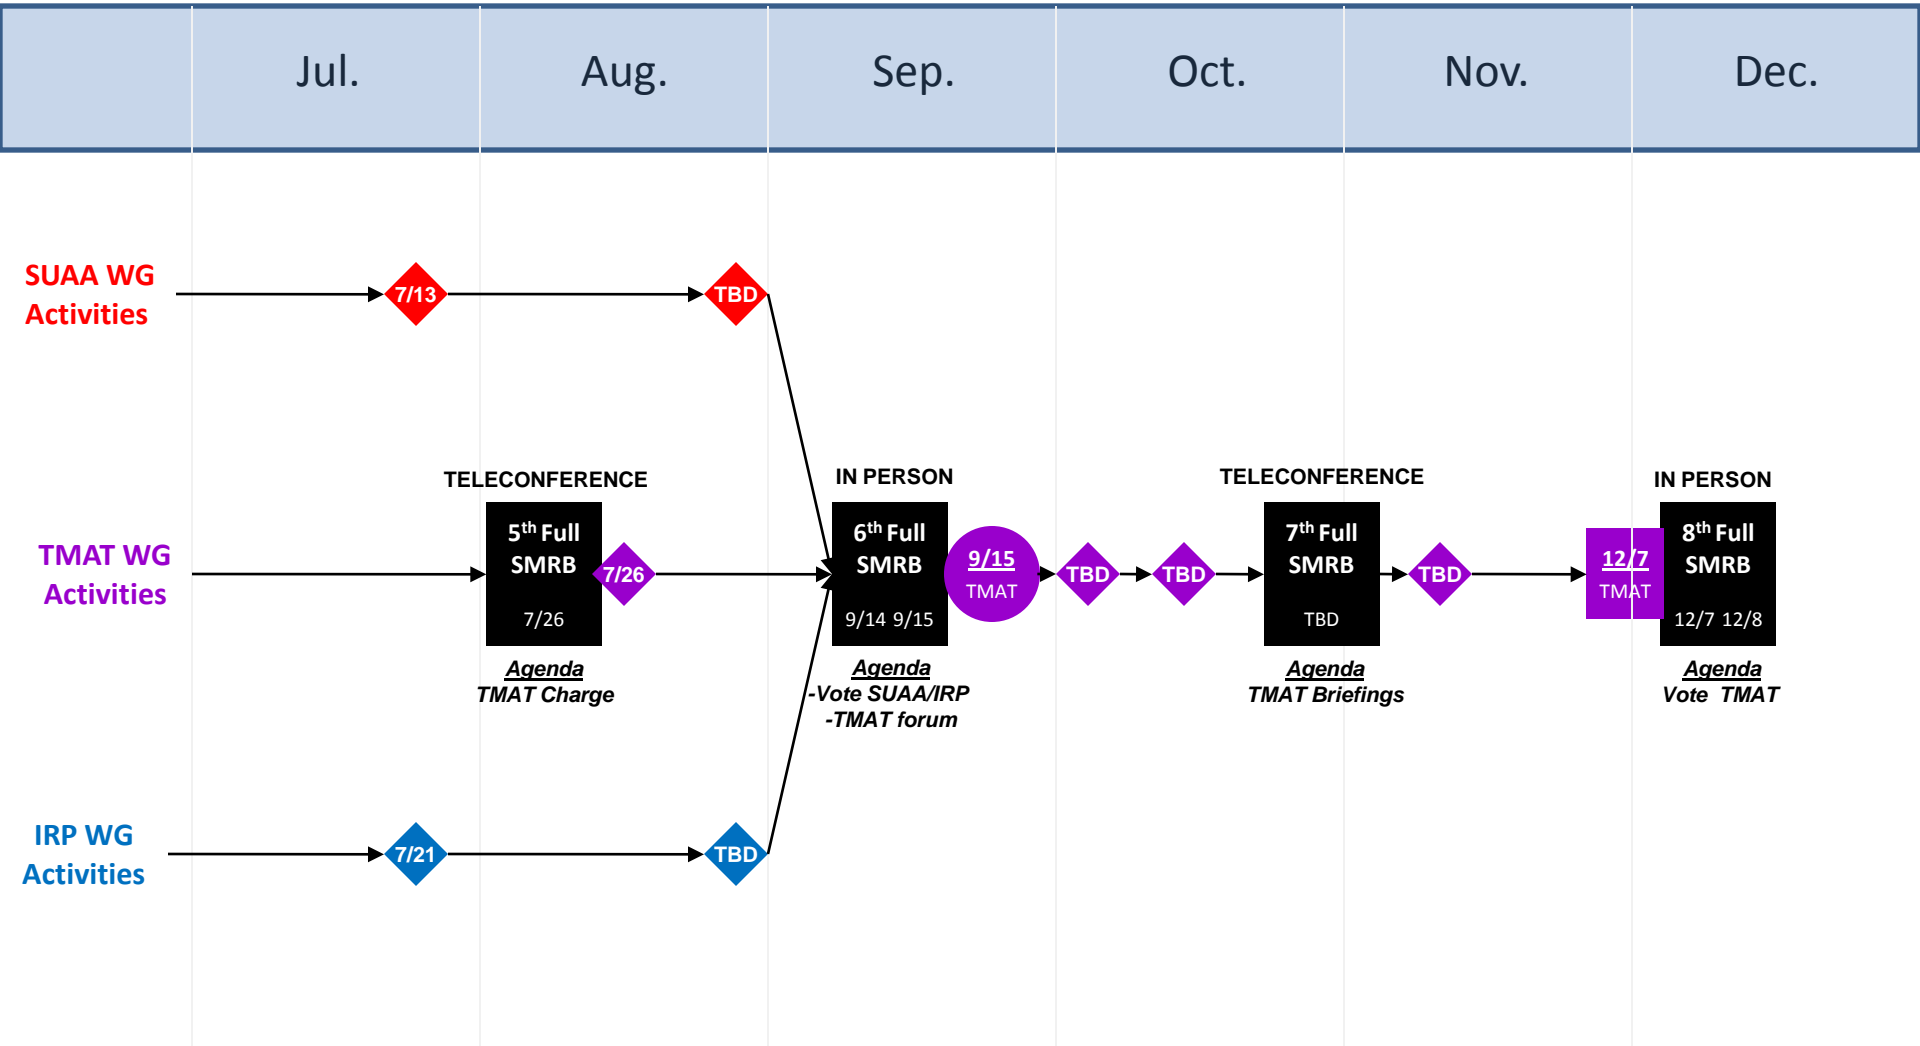 Jul.
Aug.
Sep.
Oct.
Nov.
Dec.
SUAA WG
Activities
7/13
TBD
TMAT WG
Activities
TELECONFERENCE
5th Full
SMRB
7/26
7/26
Agenda
TMAT Charge
IN PERSON
6th Full
SMRB
9/14 9/15
Agenda
-Vote SUAA/IRP
-TMAT forum
9/15
TMAT
TBD
TBD
TELECONFERENCE
7th Full
SMRB
TBD
Agenda
TMAT Briefings
TBD
12/7
TMAT
IN PERSON
8th Full
SMRB
12/7 12/8
Agenda
Vote TMAT
IRP WG
Activities
7/21
TBD